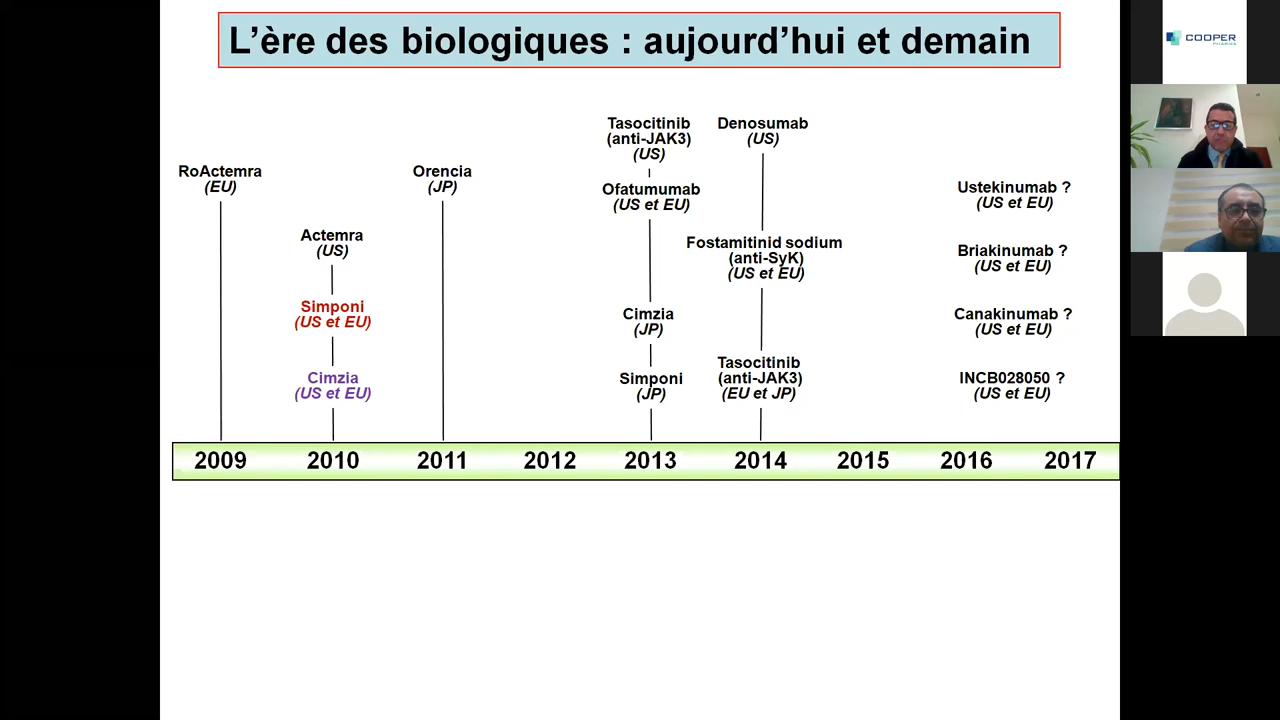 L'ère des biologiques : aujourd'hui et demain
COOPER
PHARMA
RoActemra
(EU)
Actemra
(US)
Simponi
(US et EU)
Cimzia
(US et EU)
Orencia
(JP)
Tasocitinib
(anti-JAK3)
(US)
Ofatumumab
(US et EU)
Cimzia
(JP)
Simponi
(JP)
Denosumab
(US)
Fostamitinid sodium
(anti-SyK)
(US et EU)
Tasocitinib
(anti-JAK3)
(EU et JP)
Ustekinumab ?
(US et EU)
Briakinumab ?
(US et EU)
Canakinumab ?
(US et EU)
INCB028050 ?
(US et EU)
2009 2010 2011 2012 2013 2014 2015 2016 2017